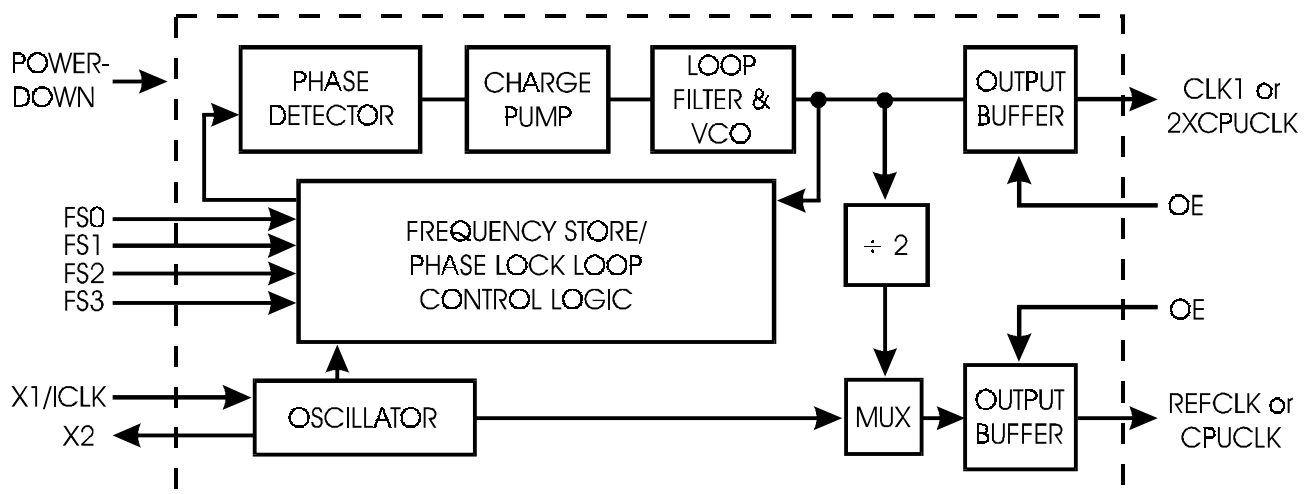 POWER-
DOWN
PHASE
DETECTOR
CHARGE
PUMP
LOOP
FILTER &
VCO
OUTPUT
BUFFER
CLK1 or
2XCPUCLK
OE
FS0
FS1
FS2
FS3
FREQUENCY STORE/
PHASE LOCK LOOP
CONTROL LOGIC
÷ 2
OE
X1/ICLK
X2
OSCILLATOR
MUX
OUTPUT
BUFFER
REFCLK or
CPUCLK